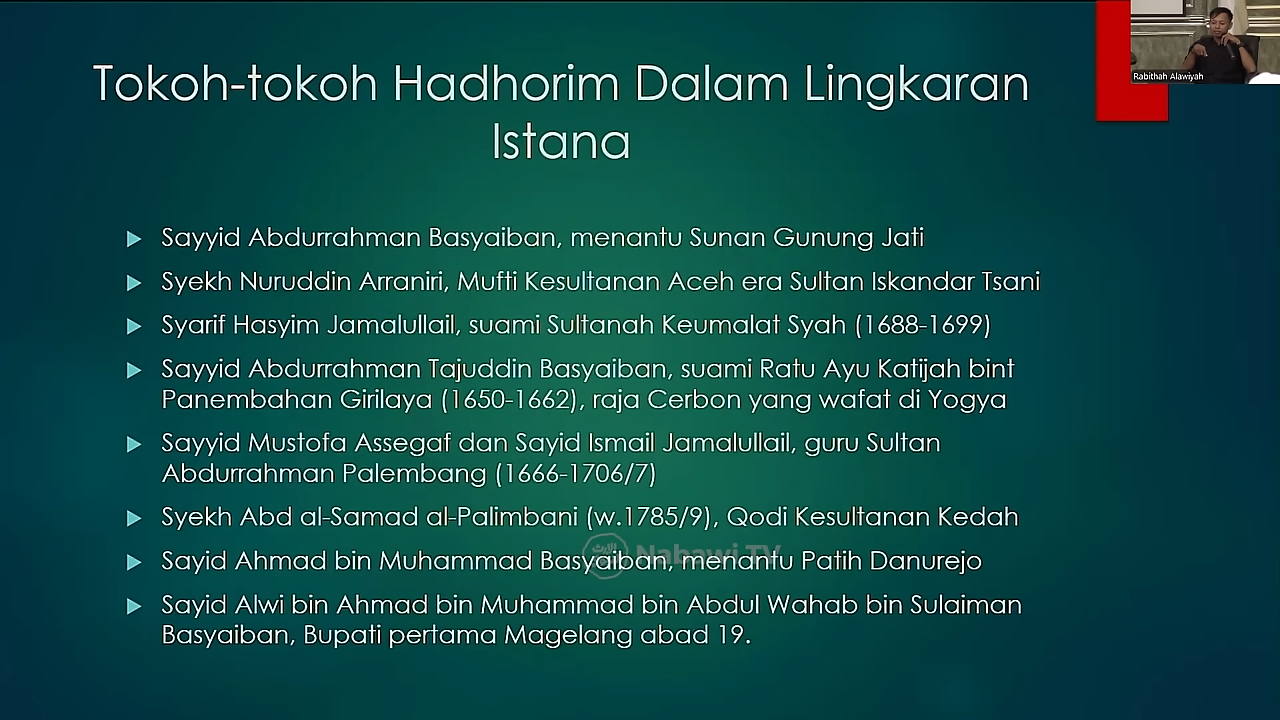 Tokoh-tokoh Hadhorim Dalam Lingkaran
Istana
Rabithah Alawiyah
Sayyid Abdurrahman Basyaiban, menantu Sunan Gunung Jati
Syekh Nuruddin Arraniri, Mufti Kesultanan Aceh era Sultan Iskandar Tsani
Syarif Hasyim Jamalullail, suami Sultanah Keumalat Syah (1688-1699)
Sayyid Abdurrahman Tajuddin Basyaiban, suami Ratu Ayu Katijah bint
Panembahan Girilaya (1650-1662), raja Cerbon yang wafat di Yogya
Sayyid Mustofa Assegaf dan Sayid Ismail Jamalullail, guru Sultan
Abdurrahman Palembang (1666-1706/7)
Syekh Abd al-Samad al-Palimbani (w.1785/9), Qodi Kesultanan Kedah
Nabawi TV
Sayid Ahmad bin Muhammad Basyaiban, menantu Patih Danurejo
Sayid Alwi bin Ahmad bin Muhammad bin Abdul Wahab bin Sulaiman
Basyaiban, Bupati pertama Magelang abad 19.